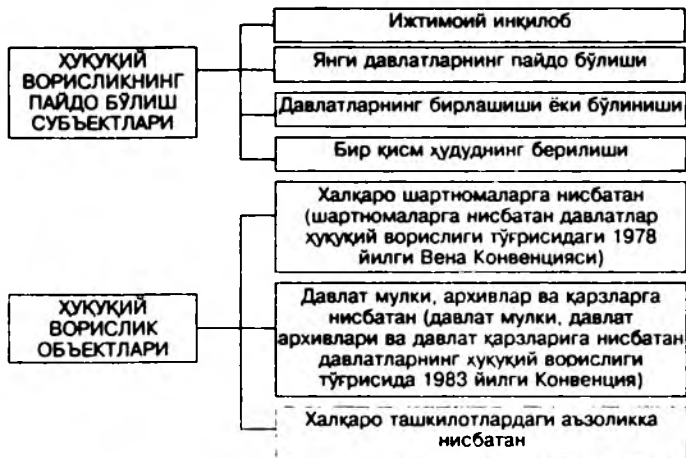 ҲУҚУҚИЙ
ВОРИСЛИКНИНГ
ПАЙДО БЎЛИШ
СУБЪЕКТЛАРИ
Ижтимоий инқилоб
Янги давлатларнинг пайдо бўлиши
Давлатларнинг бирлашиши ёки бўлиниши
Бир қисм ҳудуднинг берилиши
ҲУҚУҚИЙ
ВОРИСЛИК
ОБЪЕКТЛАРИ
Халқаро шартномаларга нисбатан
(шартномаларга нисбатан давлатлар
ҳуқуқий ворислиги тўғрисидаги 1978
йилги Вена Конвенцияси)
Давлат мулки, архивлар ва қарзларга
нисбатан (давлат мулки, давлат
архивлари ва давлат қарзларига нисбатан
давлатларнинг ҳуқуқий ворислиги
тўғрисида 1983 йилги Конвенция)
Халқаро ташкилотлардаги аъзоликка
нисбатан